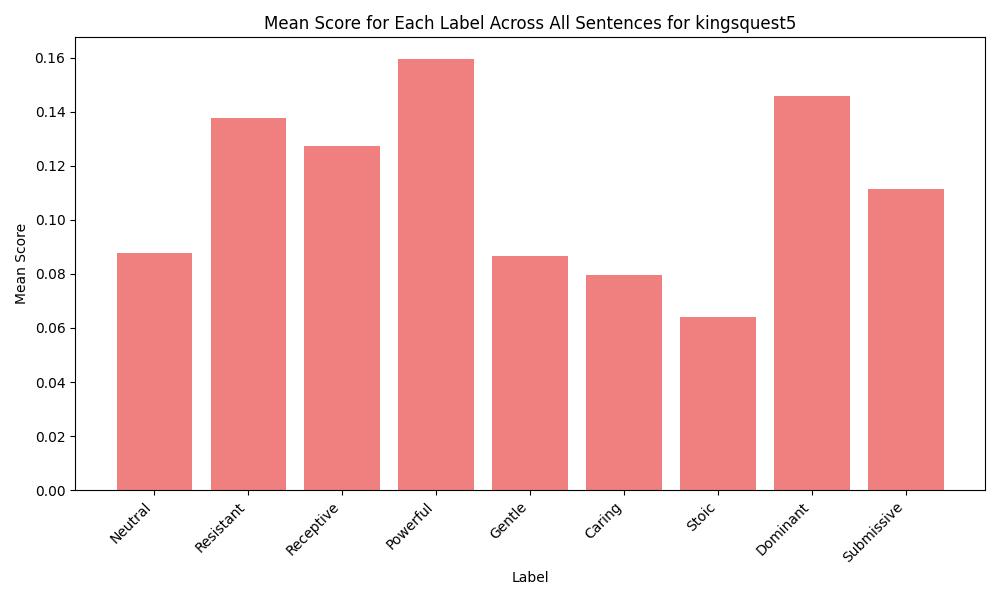 Mean Score for Each Label Across All Sentences for kingsquest5
Mean Score
0.16
0.14
0.12
0.10
0.08
0.06
0.04
0.02
0.00
Neutral
Resistant
Receptive
Powerful
Gentle
Caring
Stoic
Dominant
Submissive
Label